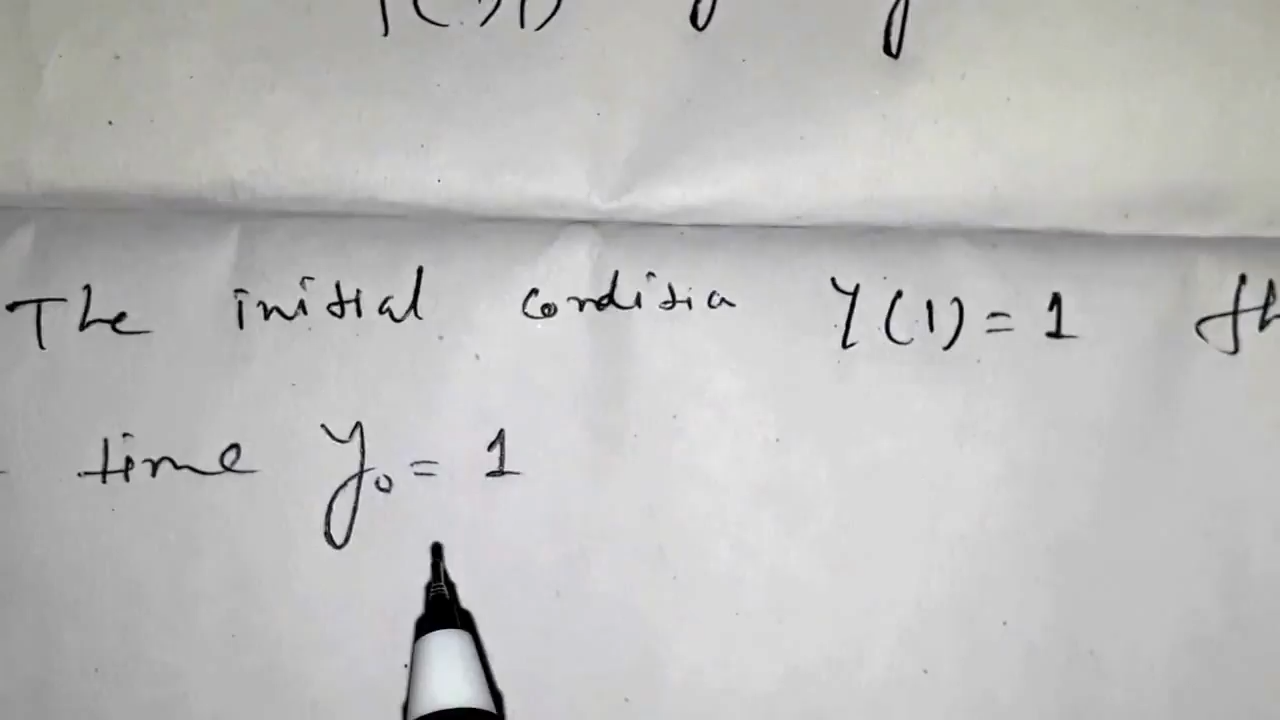 The initial conditia Y(1) = 1
time y₀ = 1